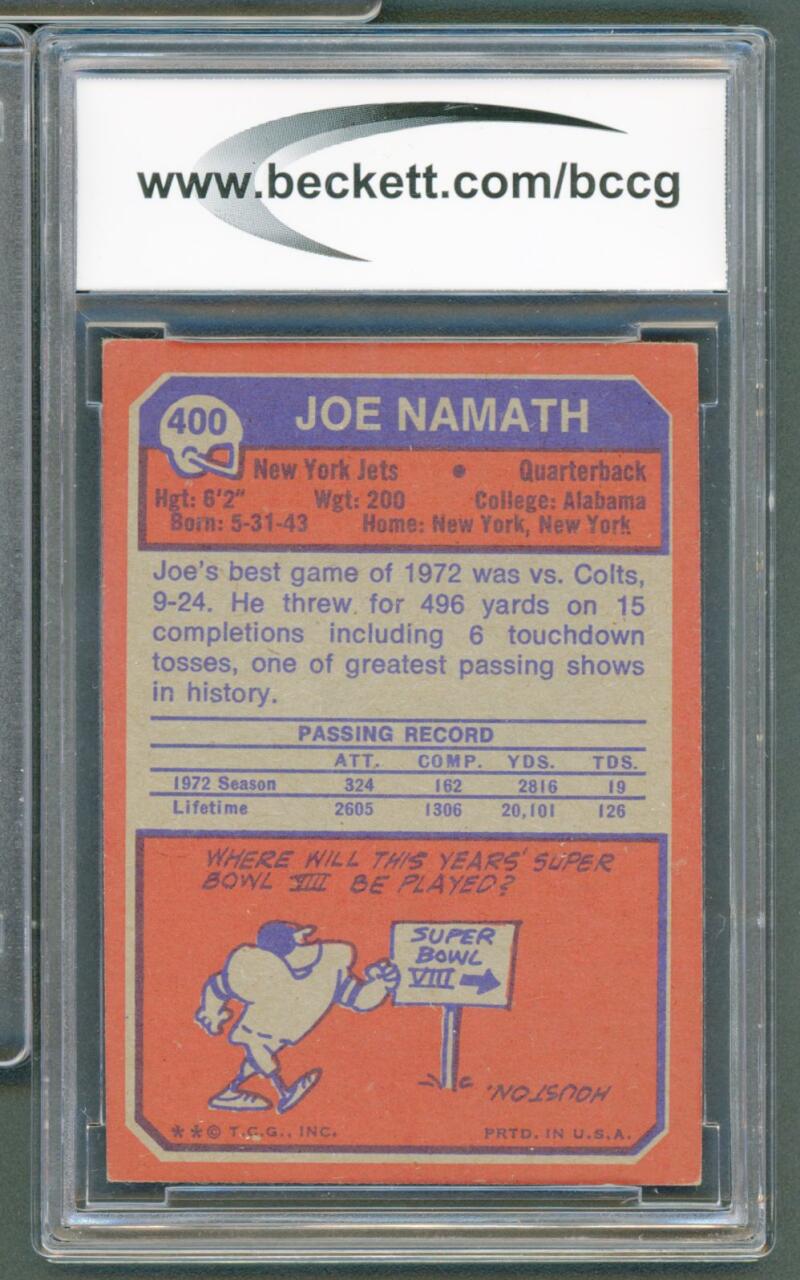 www.beckett.com/bccg
400
JOE NAMATH
New York Jets • Quarterback
Hgt: 6'2" Wgt: 200 College: Alabama
Born: 5-31-43 Home: New York, New York
Joe's best game of 1972 was vs. Colts,
9-24. He threw for 496 yards on 15
completions including 6 touchdown
tosses, one of greatest passing shows
in history.
PASSING RECORD
ATT. COMP. YDS. TDS.
1972 Season 324 162 2816 19
Lifetime 2605 1306 20,101 126
WHERE WILL THIS YEARS' SUPER
BOWL VIII BE PLAYED?
SUPER
BOWL
VIII
HOUSTON.
**© T.C.G., INC. PRTD. IN U.S.A.